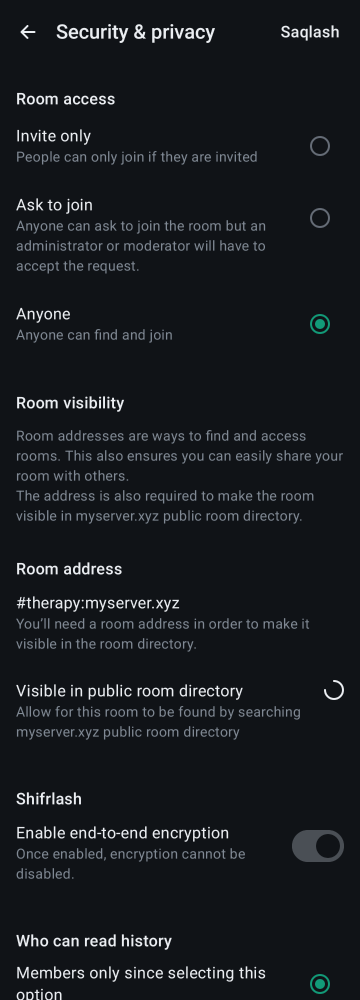 Security & privacy
Saqlash
Room access
Invite only
People can only join if they are invited
Ask to join
Anyone can ask to join the room but an
administrator or moderator will have to
accept the request.
Anyone
Anyone can find and join
Room visibility
Room addresses are ways to find and access
rooms. This also ensures you can easily share your
room with others.
The address is also required to make the room
visible in myserver.xyz public room directory.
Room address
#therapy:myserver.xyz
You’ll need a room address in order to make it
visible in the room directory.
Visible in public room directory
Allow for this room to be found by searching
myserver.xyz public room directory
Shifrlash
Enable end-to-end encryption
Once enabled, encryption cannot be
disabled.
Who can read history
Members only since selecting this
option